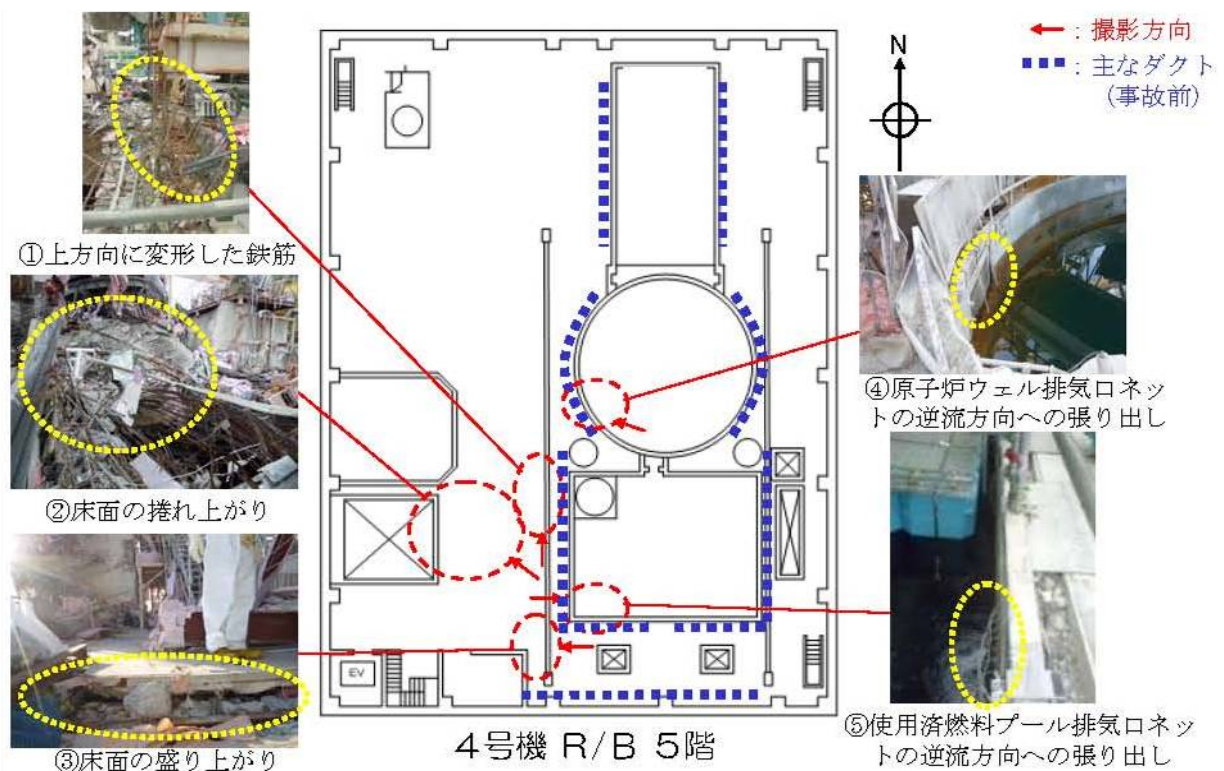 ←：撮影方向
：主なダクト
(事故前)
N
①上方向に変形した鉄筋
②床面の捲れ上がり
③床面の盛り上がり
④原子炉ウェル排気口ネッ
トの逆流方向への張り出し
⑤使用済燃料プール排気口ネッ
トの逆流方向への張り出し
EV
4号機 R/B 5階